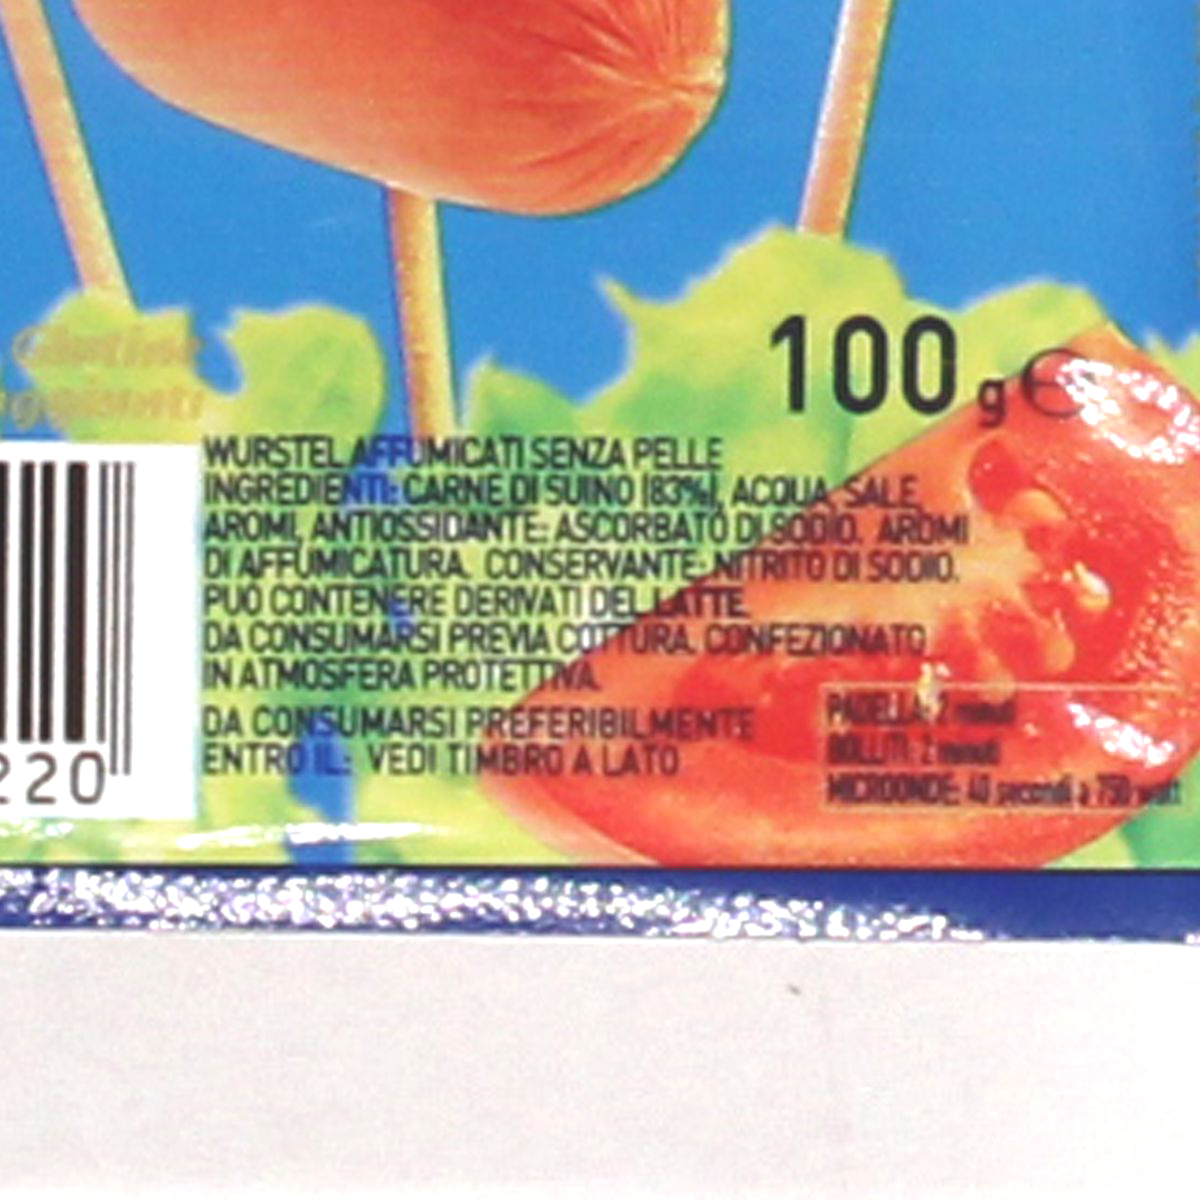 100 g ℮
WURSTEL AFFUMICATI SENZA PELLE
INGREDIENTI: CARNE DI SUINO (83%), ACQUA, SALE,
AROMI, ANTIOSSIDANTE: ASCORBATO DI SODIO. AROMI
DI AFFUMICATURA. CONSERVANTE: NITRITO DI SODIO.
PUÒ CONTENERE DERIVATI DEL LATTE.
DA CONSUMARSI PREVIA COTTURA. CONFEZIONATO
IN ATMOSFERA PROTETTIVA.
DA CONSUMARSI PREFERIBILMENTE
ENTRO IL: VEDI TIMBRO A LATO
220
PADELLA: 2 minuti
BOLLITI: 2 minuti
MICROONDE: 40 secondi a 750 watt